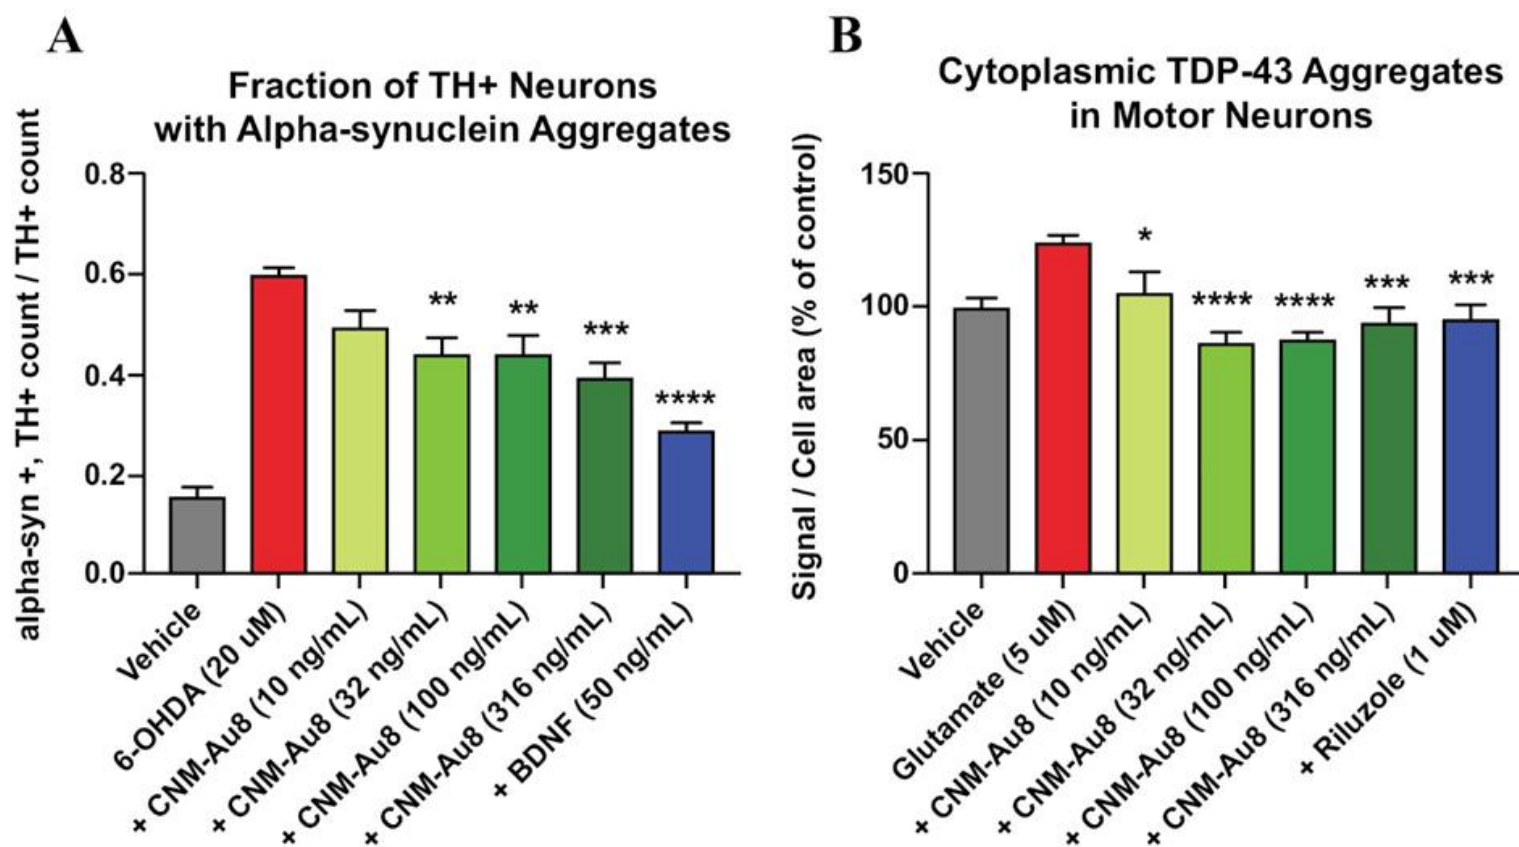 A
Fraction of TH+ Neurons
with Alpha-synuclein Aggregates
alpha-syn +, TH+ count / TH+ count
0.8
0.6
0.4
0.2
0.0
**
**
***
****
Vehicle
6-OHDA (20 uM)
+ CNM-Au8 (10 ng/mL)
+ CNM-Au8 (32 ng/mL)
+ CNM-Au8 (100 ng/mL)
+ CNM-Au8 (316 ng/mL)
+ BDNF (50 ng/mL)
B
Cytoplasmic TDP-43 Aggregates
in Motor Neurons
Signal / Cell area (% of control)
150
100
50
0
*
****
****
***
***
Vehicle
Glutamate (5 uM)
+ CNM-Au8 (10 ng/mL)
+ CNM-Au8 (32 ng/mL)
+ CNM-Au8 (100 ng/mL)
+ CNM-Au8 (316 ng/mL)
+ Riluzole (1 uM)